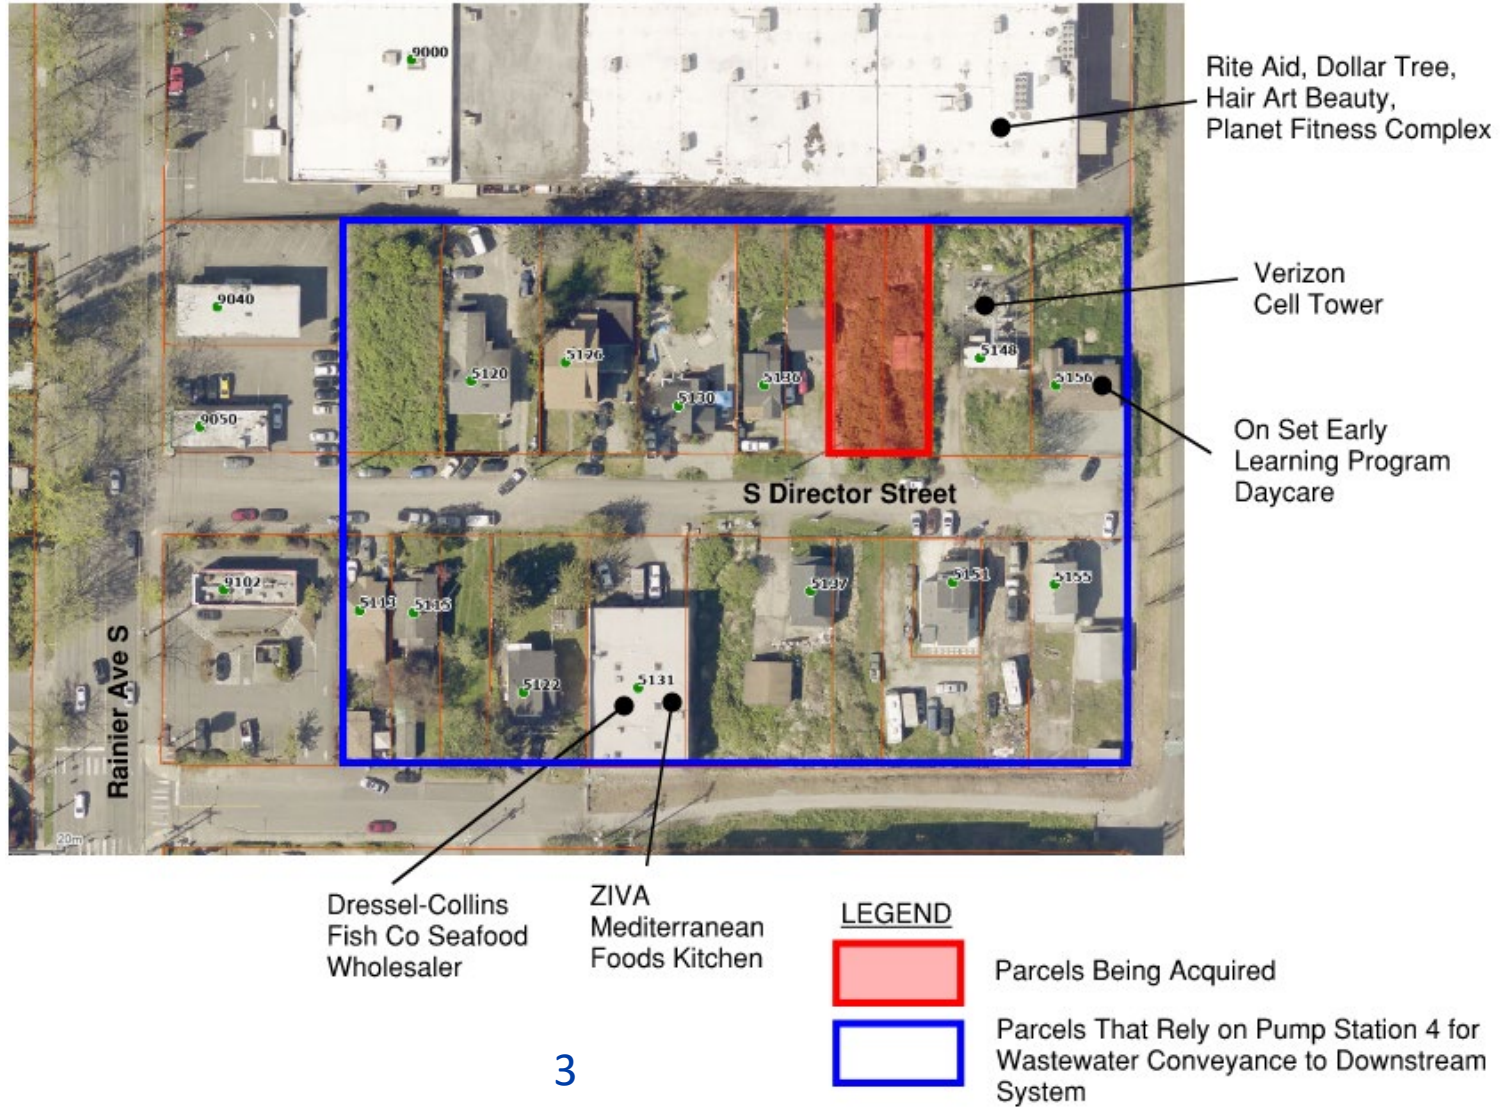 9000
Rite Aid, Dollar Tree,
Hair Art Beauty,
Planet Fitness Complex
9040
Verizon
Cell Tower
5120
5126
5130
5136
5148
5156
9050
On Set Early
Learning Program
Daycare
S Director Street
9102
5113
5115
5122
5131
5137
5151
5155
Rainier Ave S
20m
Dressel-Collins
Fish Co Seafood
Wholesaler
ZIVA
Mediterranean
Foods Kitchen
LEGEND
Parcels Being Acquired
Parcels That Rely on Pump Station 4 for
Wastewater Conveyance to Downstream
System
3